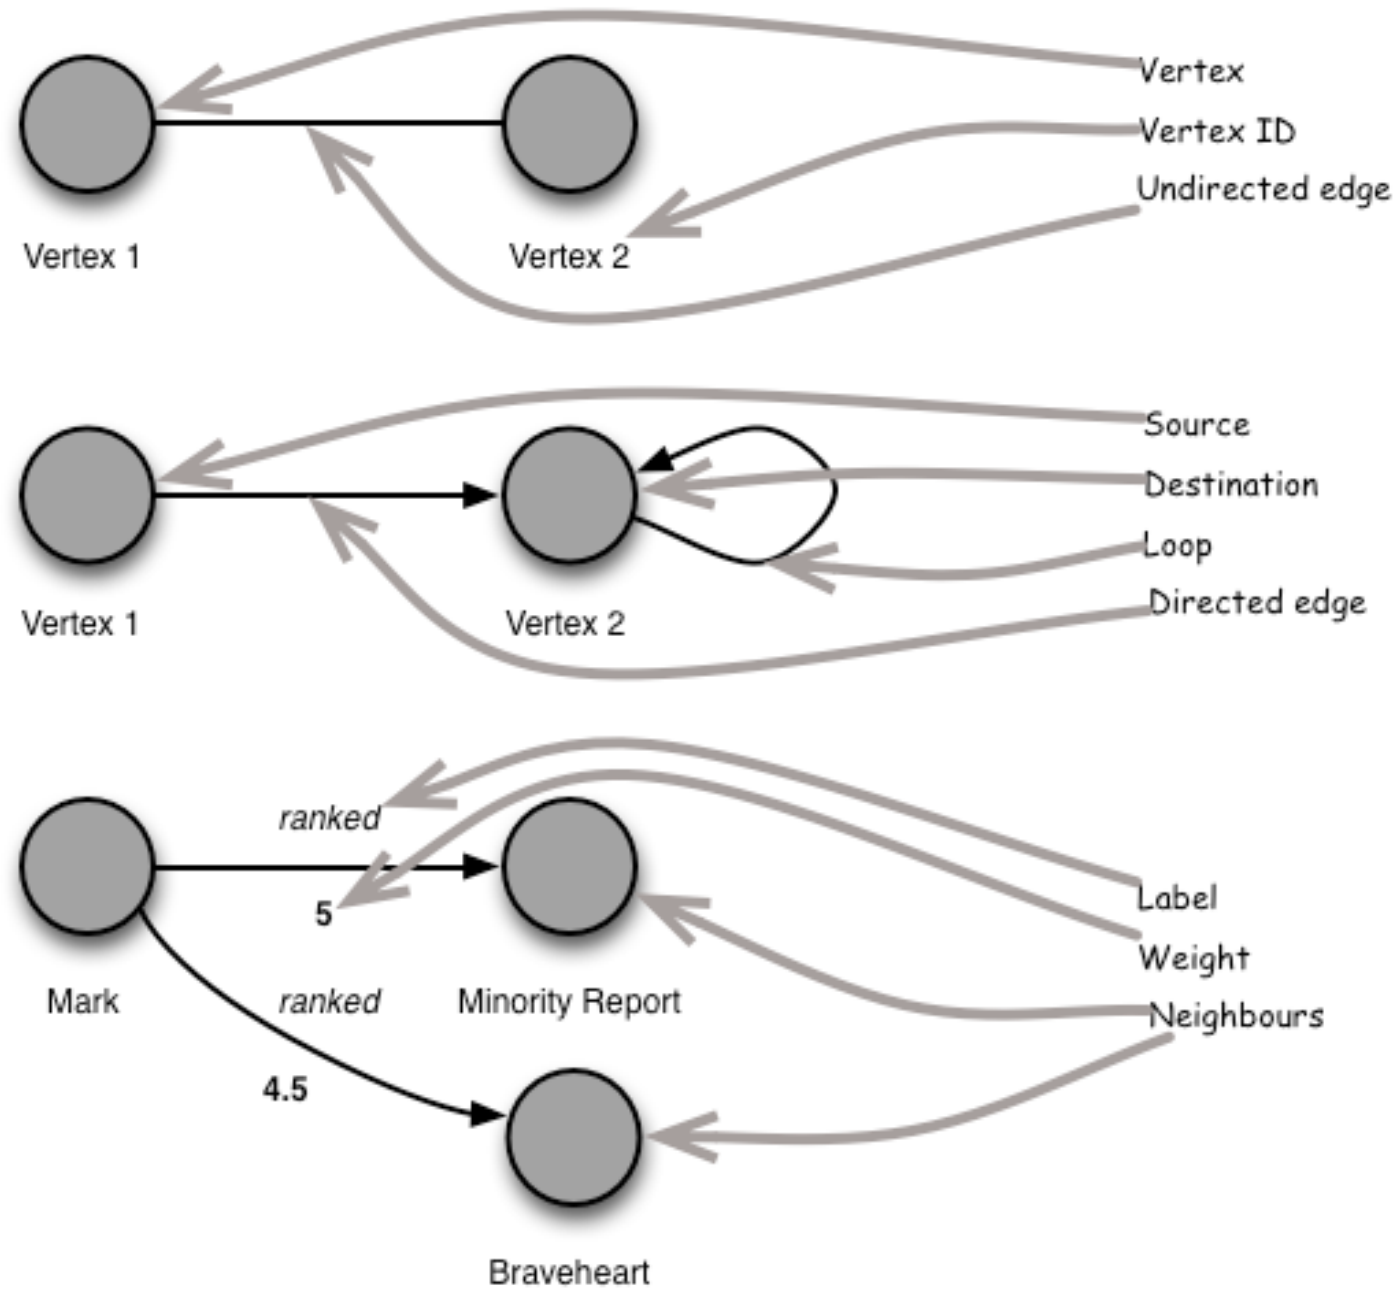 Vertex
Vertex ID
Undirected edge
Vertex 1
Vertex 2
Source
Destination
Loop
Directed edge
Vertex 1
Vertex 2
ranked
5
Label
Weight
Mark
ranked
Minority Report
Neighbours
4.5
Braveheart